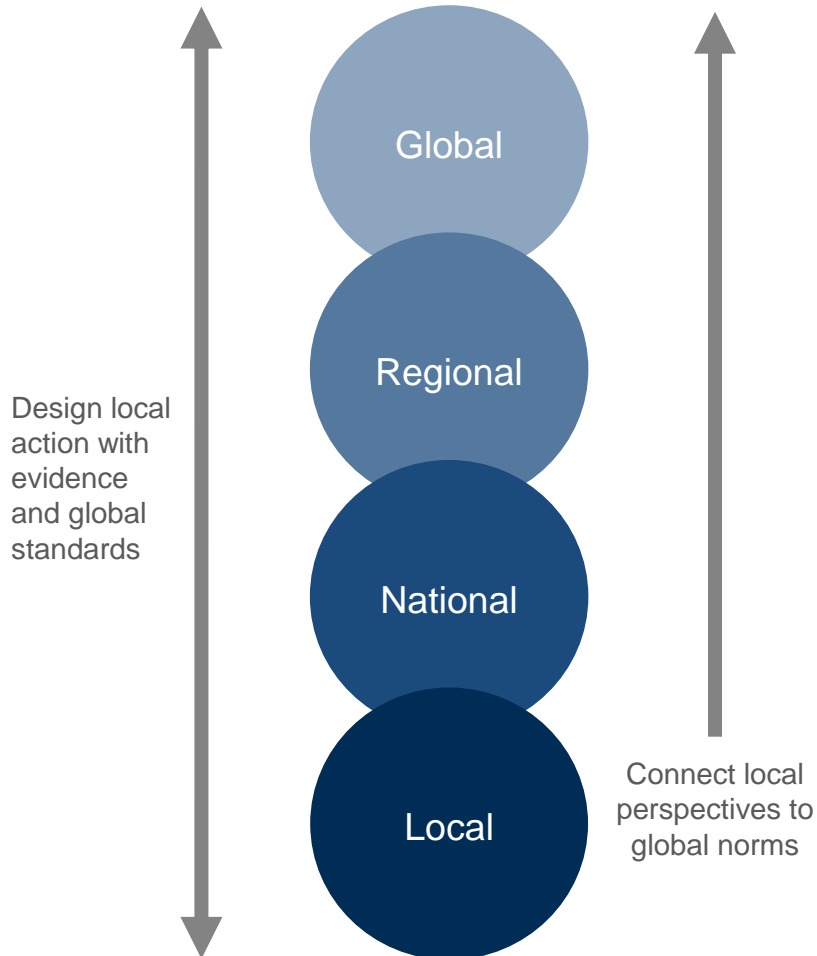 Global
Regional
Design local
action with
evidence
and global
standards
National
Connect local
perspectives to
global norms
Local